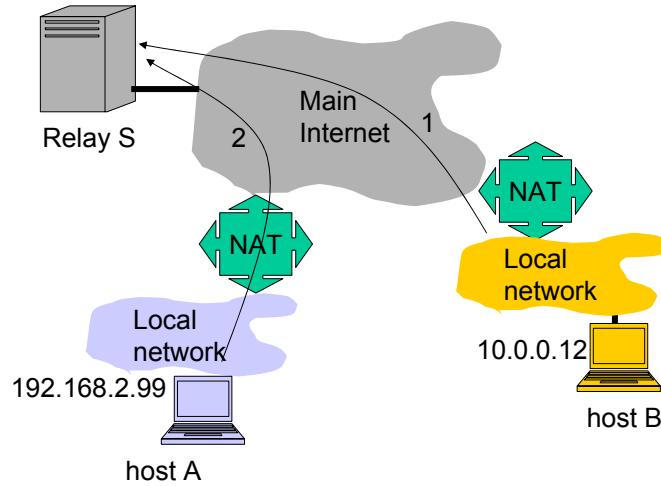 Relay S
Main
Internet
1
2
NAT
NAT
Local
network
Local
network
10.0.0.12
192.168.2.99
host B
host A